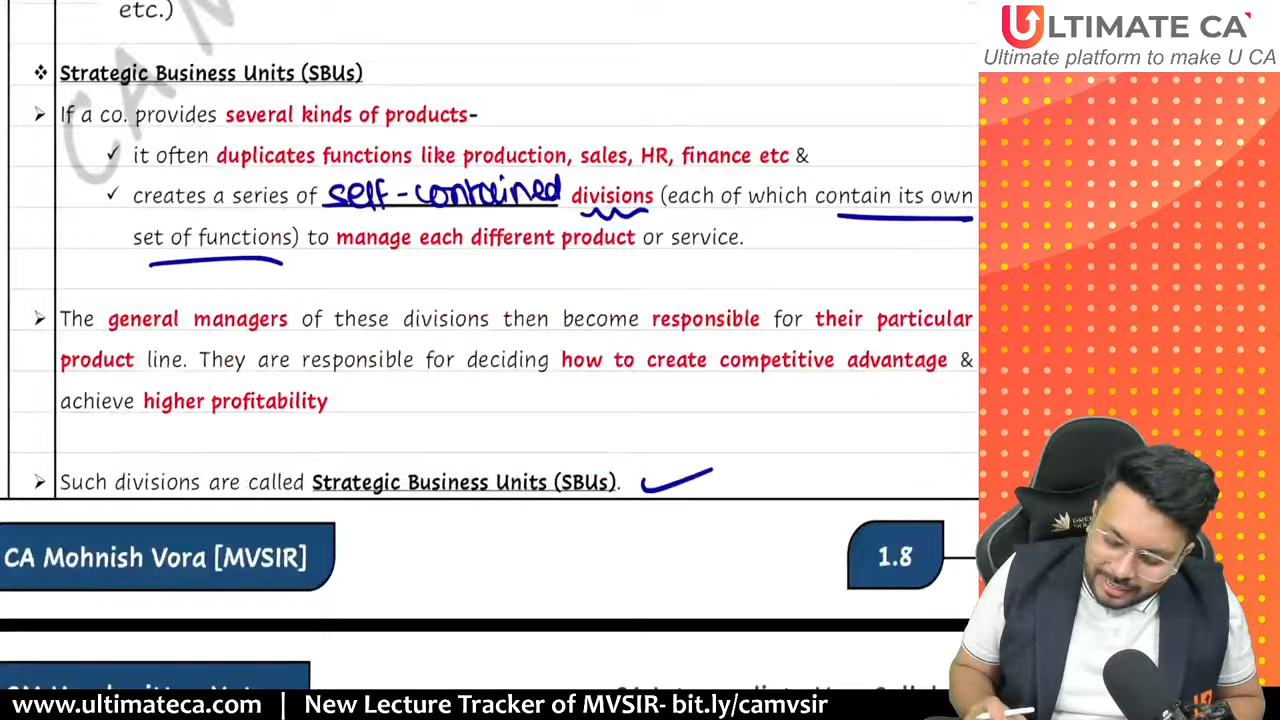 etc.)
ULTIMATE CA
Ultimate platform to make U CA
❖ Strategic Business Units (SBUs)
➢ If a co. provides several kinds of products-
✓ it often duplicates functions like production, sales, HR, finance etc &
✓ creates a series of self-contained divisions (each of which contain its own
set of functions) to manage each different product or service.
➢ The general managers of these divisions then become responsible for their particular
product line. They are responsible for deciding how to create competitive advantage &
achieve higher profitability
➢ Such divisions are called Strategic Business Units (SBUs).
CA Mohnish Vora [MVSIR]
1.8
www.ultimateca.com | New Lecture Tracker of MVSIR- bit.ly/camvsir